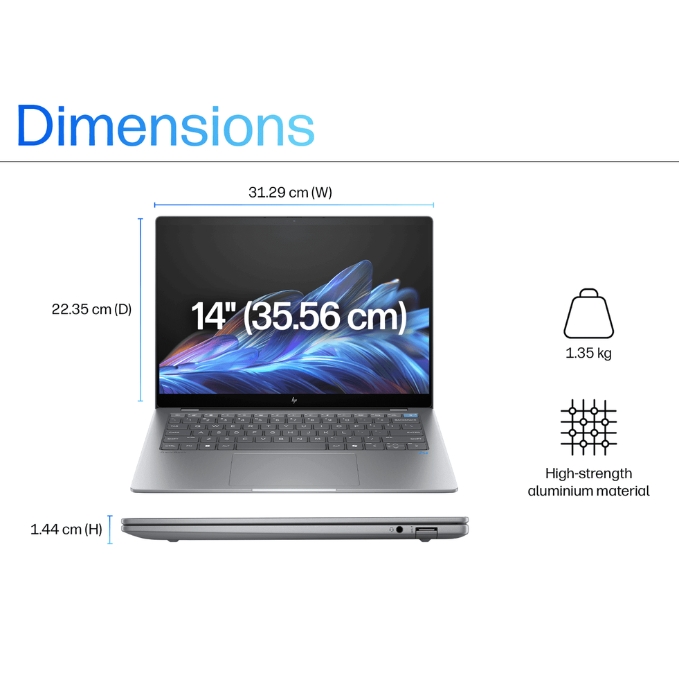 Dimensions
31.29 cm (W)
22.35 cm (D)
14" (35.56 cm)
1.35 kg
High-strength
aluminium material
1.44 cm (H)